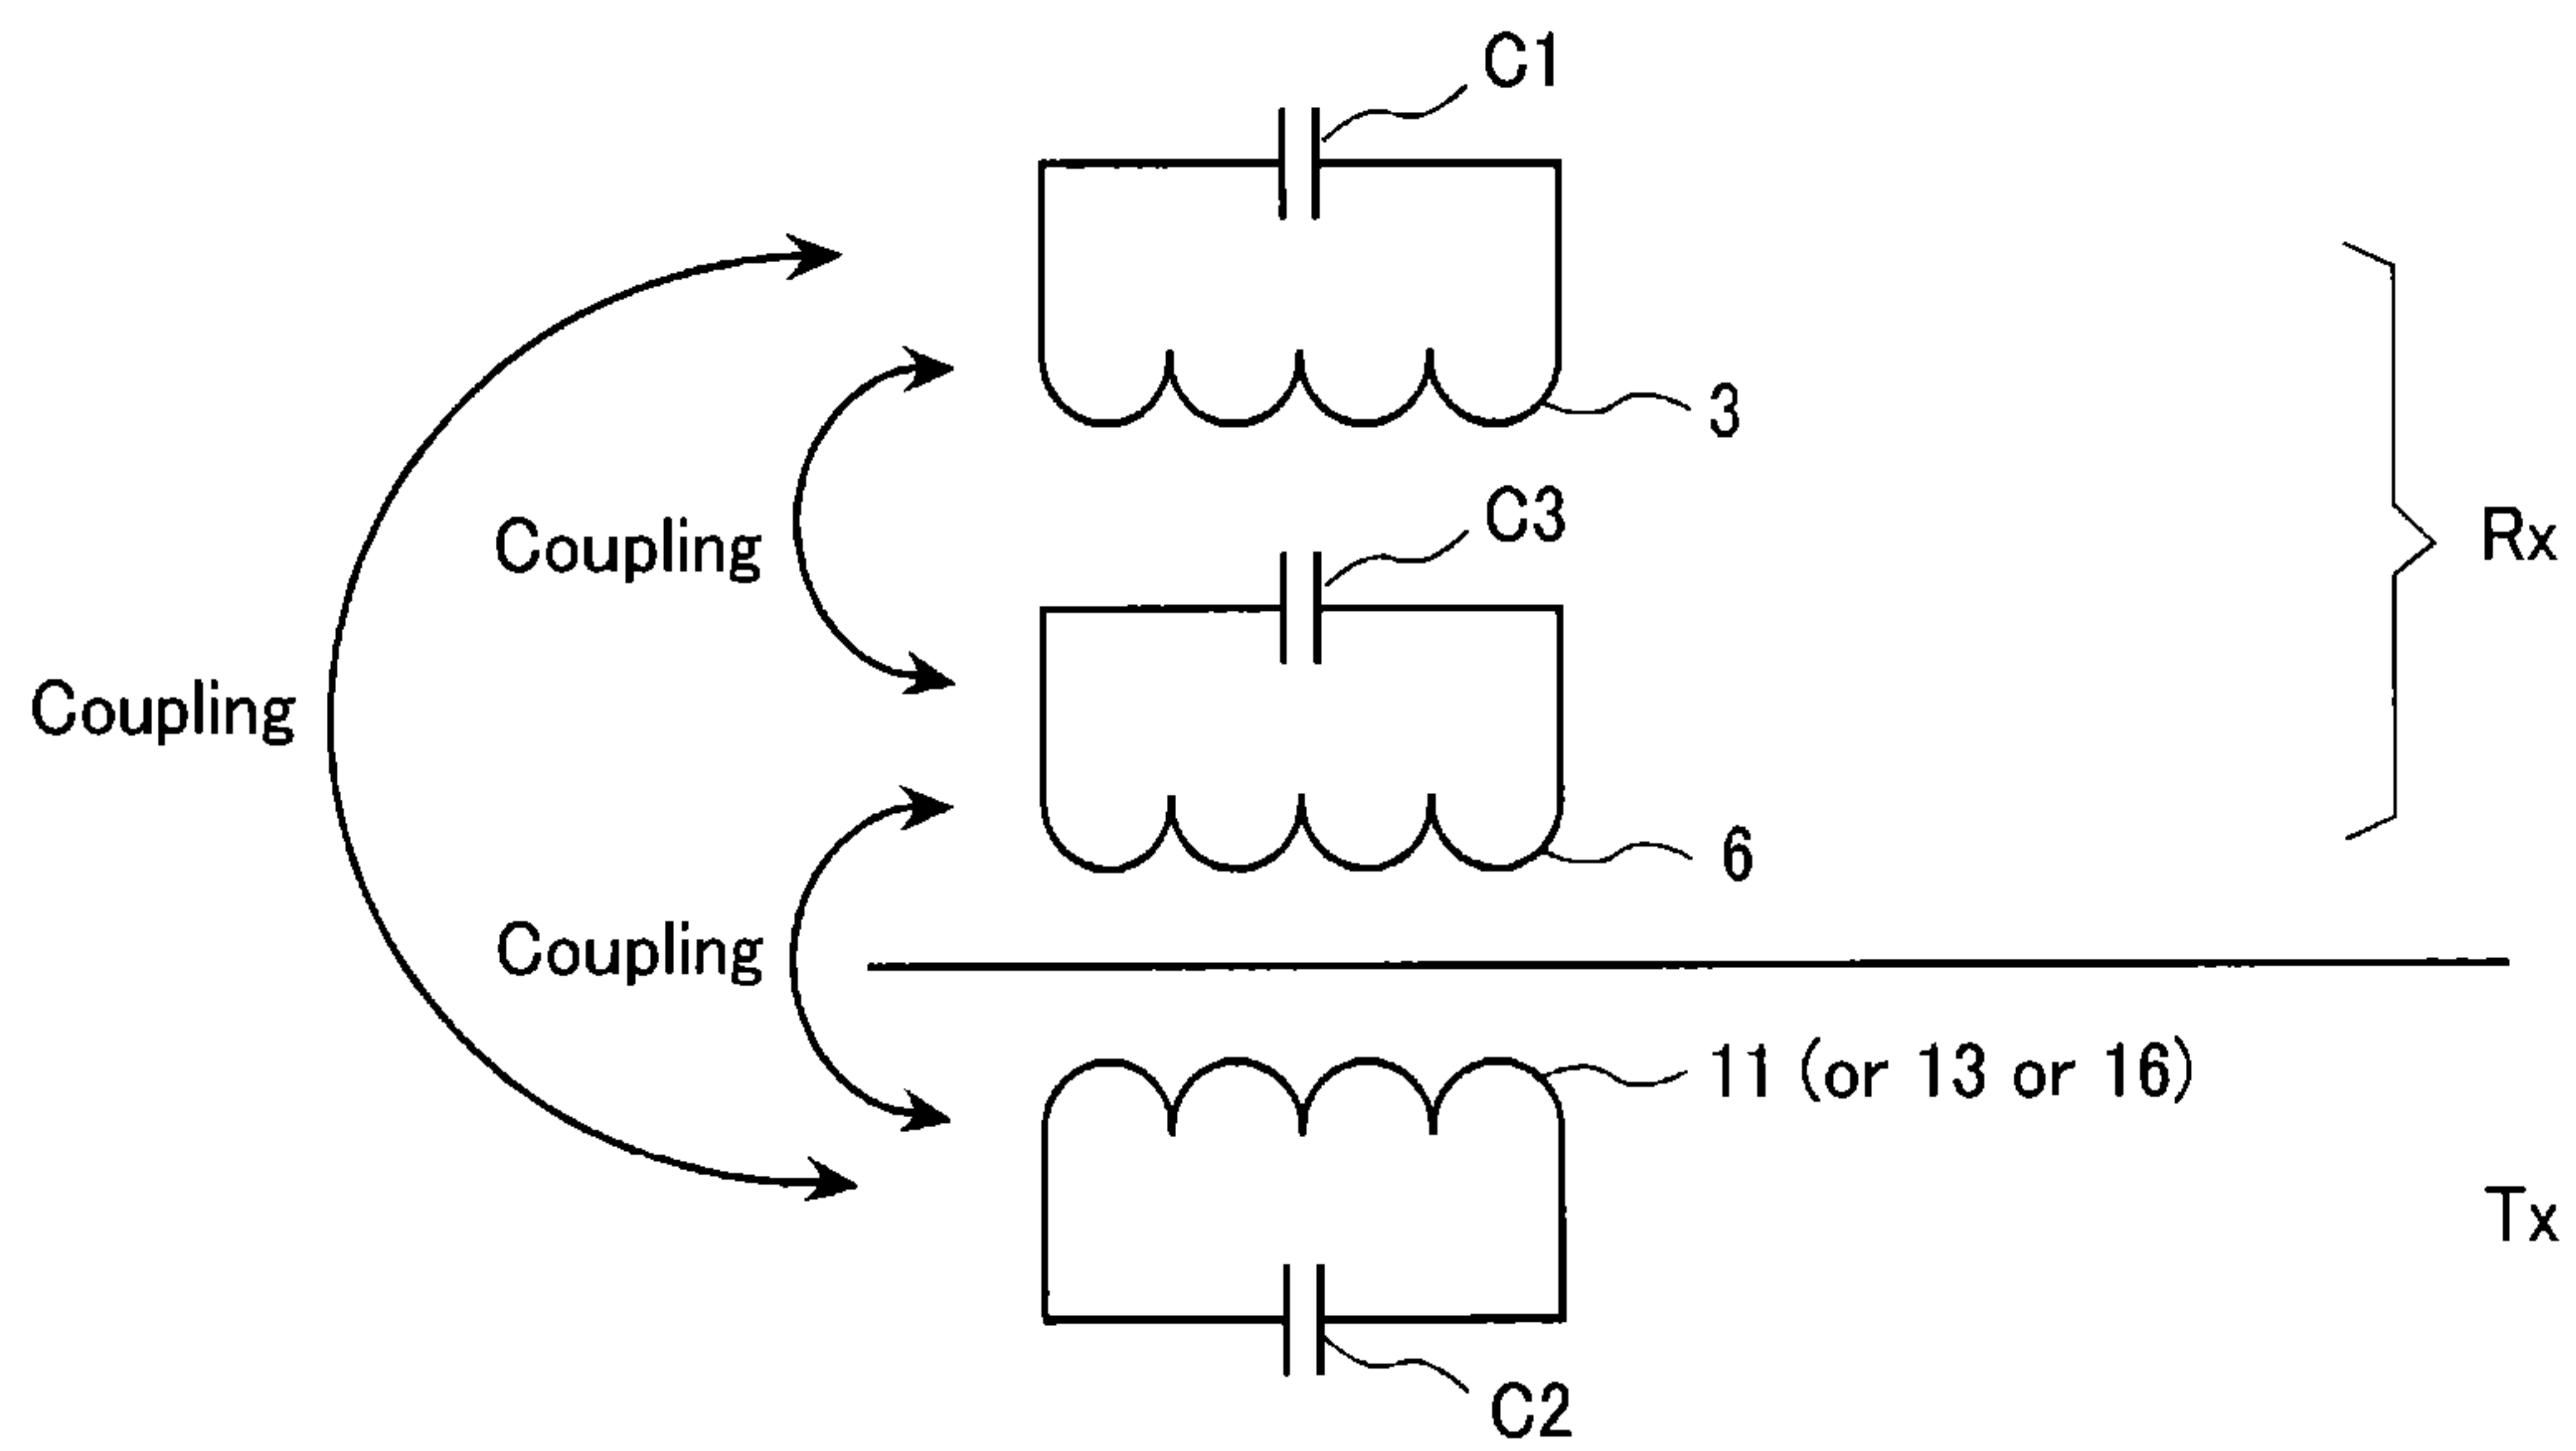 C1
3
Coupling
C3
Rx
Coupling
6
Coupling
11 (or 13 or 16)
Tx
C2